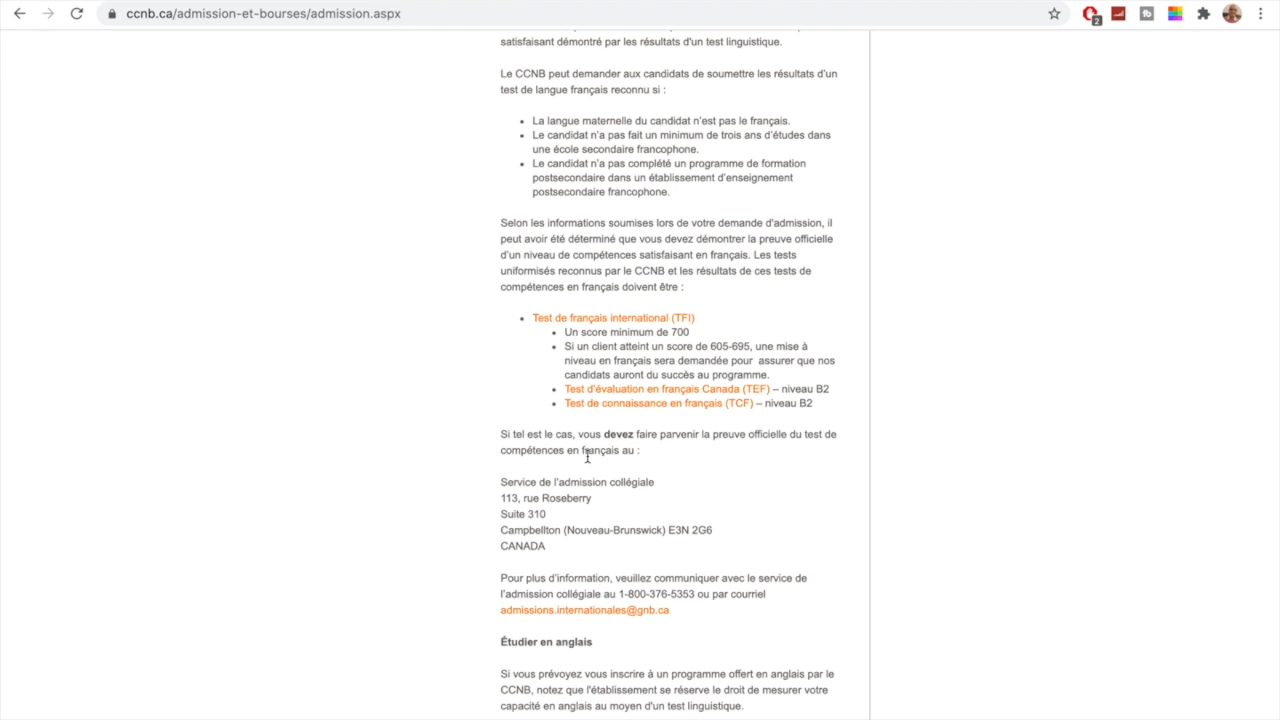 ccnb.ca/admission-et-bourses/admission.aspx
2
satisfaisant démontré par les résultats d'un test linguistique.
Le CCNB peut demander aux candidats de soumettre les résultats d'un
test de langue français reconnu si :
• La langue maternelle du candidat n'est pas le français.
• Le candidat n'a pas fait un minimum de trois ans d'études dans
une école secondaire francophone.
• Le candidat n'a pas complété un programme de formation
postsecondaire dans un établissement d'enseignement
postsecondaire francophone.
Selon les informations soumises lors de votre demande d'admission, il
peut avoir été déterminé que vous devez démontrer la preuve officielle
d'un niveau de compétences satisfaisant en français. Les tests
uniformisés reconnus par le CCNB et les résultats de ces tests de
compétences en français doivent être :
• Test de français international (TFI)
• Un score minimum de 700
• Si un client atteint un score de 605-695, une mise à
niveau en français sera demandée pour assurer que nos
candidats auront du succès au programme.
• Test d'évaluation en français Canada (TEF) – niveau B2
• Test de connaissance en français (TCF) – niveau B2
Si tel est le cas, vous devez faire parvenir la preuve officielle du test de
compétences en français au :
Service de l'admission collégiale
113, rue Roseberry
Suite 310
Campbellton (Nouveau-Brunswick) E3N 2G6
CANADA
Pour plus d'information, veuillez communiquer avec le service de
l'admission collégiale au 1-800-376-5353 ou par courriel
admissions.internationales@gnb.ca
Étudier en anglais
Si vous prévoyez vous inscrire à un programme offert en anglais par le
CCNB, notez que l'établissement se réserve le droit de mesurer votre
capacité en anglais au moyen d'un test linguistique.